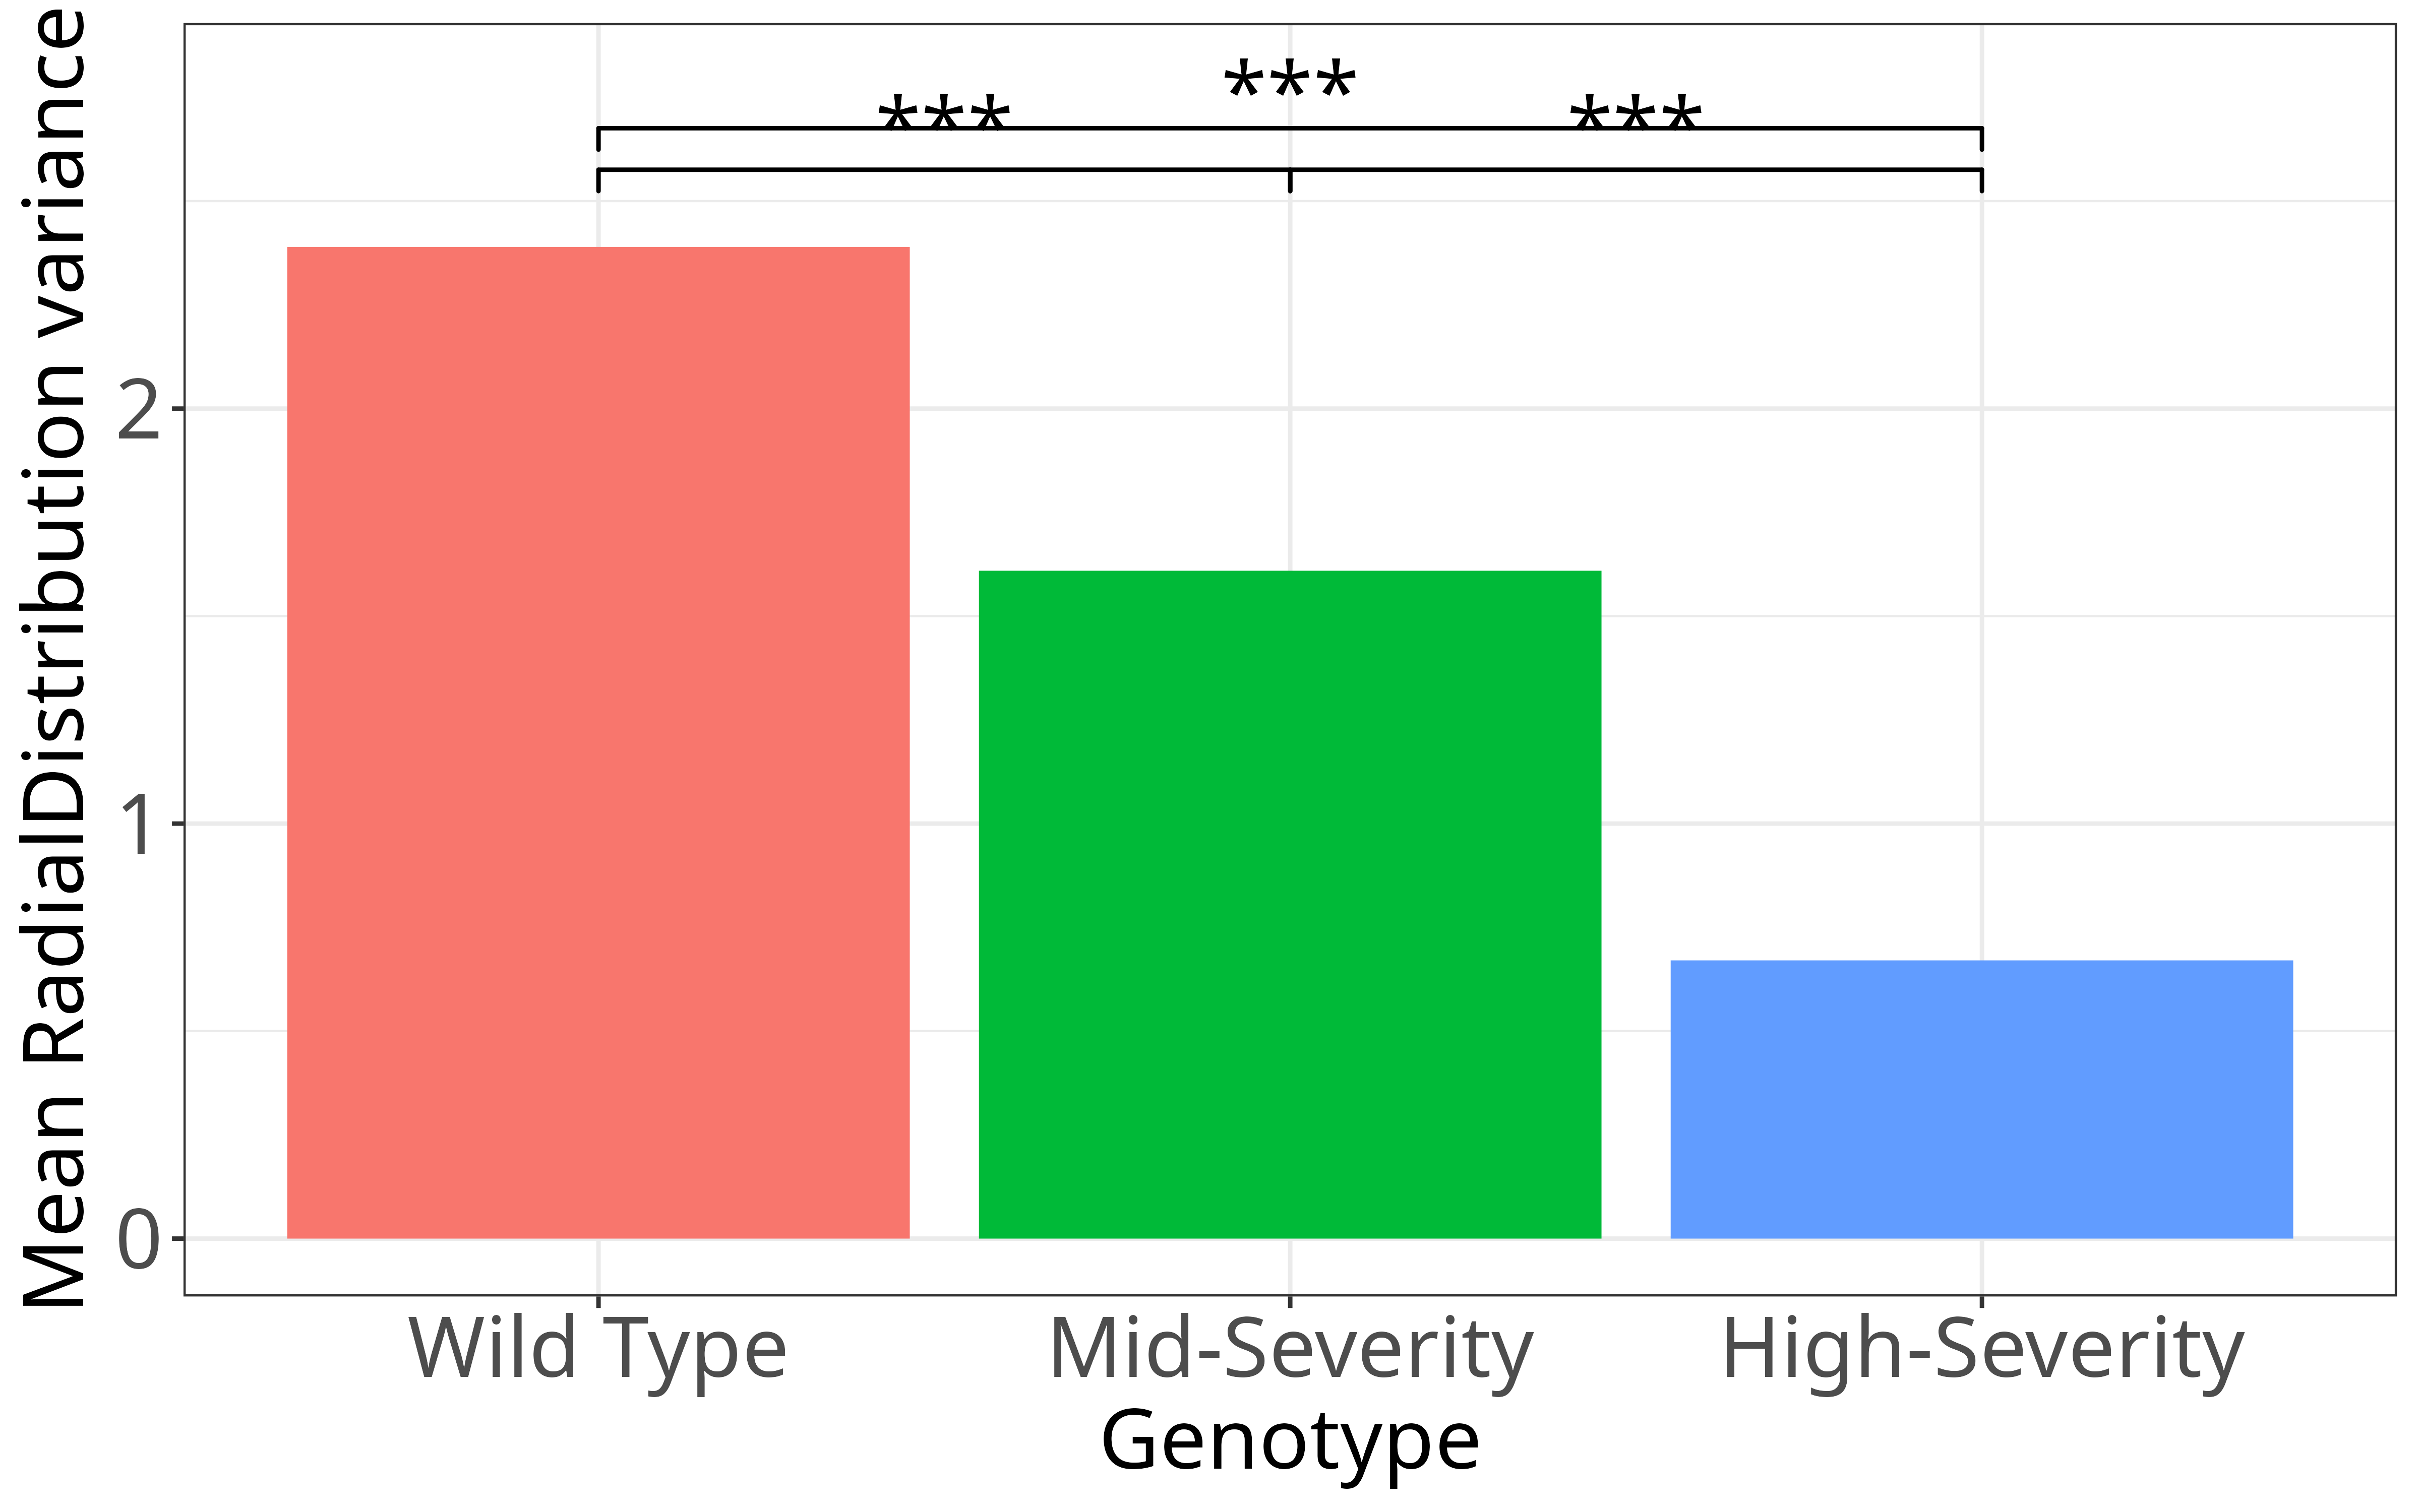 Mean RadialDistribution variance
***
*** ***
2
1
0
Wild Type Mid-Severity High-Severity
Genotype